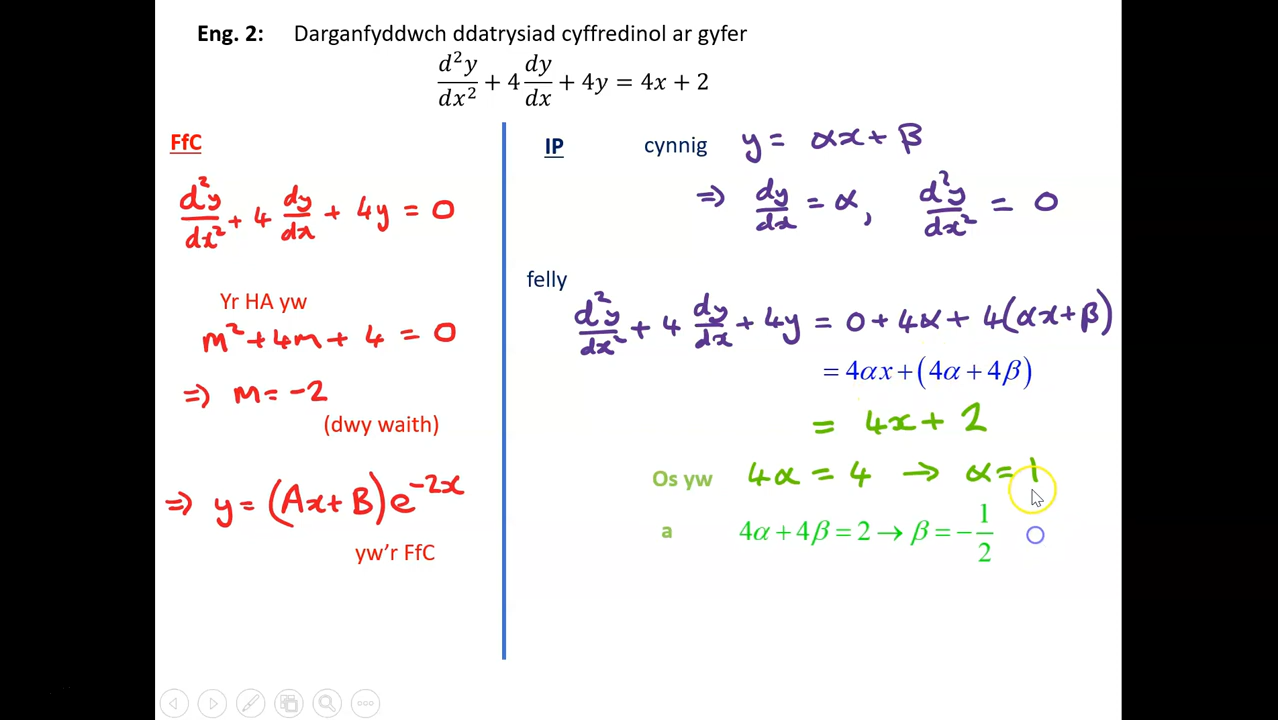 Eng. 2: Darganfyddwch ddatrysiad cyffredinol ar gyfer
d²y/dx² + 4 dy/dx + 4y = 4x + 2
FfC
d²y/dx² + 4 dy/dx + 4y = 0
Yr HA yw
m² + 4m + 4 = 0
⇒ m = -2
(dwy waith)
⇒ y = (Ax + B)e^-2x
yw'r FfC
IP cynnig y = αx + β
⇒ dy/dx = α, d²y/dx² = 0
felly
d²y/dx² + 4 dy/dx + 4y = 0 + 4α + 4(αx + β)
= 4αx + (4α + 4β)
= 4x + 2
Os yw 4α = 4 → α = 1
a 4α + 4β = 2 → β = -1/2